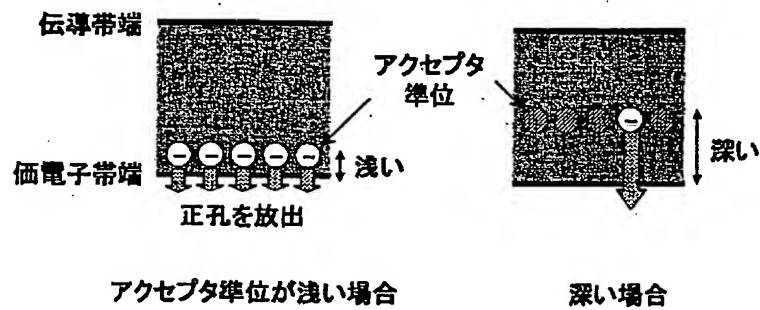 伝導帯端
アクセプタ
準位
浅い
深い
価電子帯端
正孔を放出
アクセプタ準位が浅い場合
深い場合